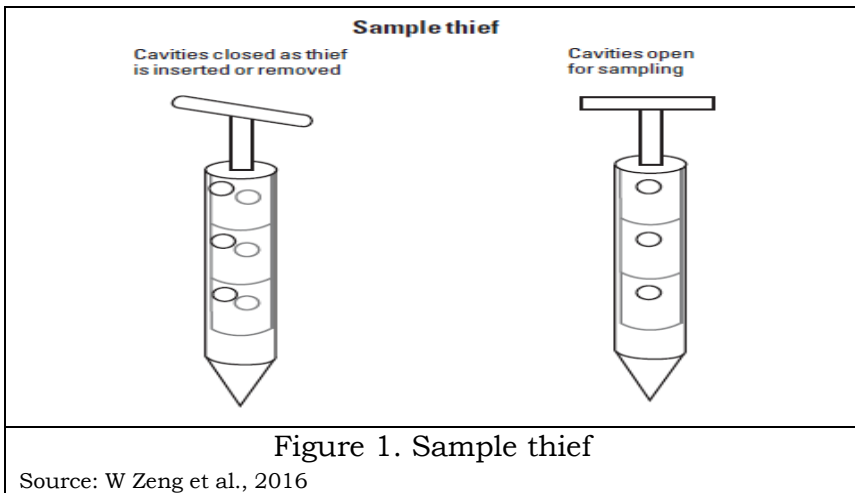 Sample thief
Cavities closed as thief
is inserted or removed
Cavities open
for sampling
Figure 1. Sample thief
Source: W Zeng et al., 2016